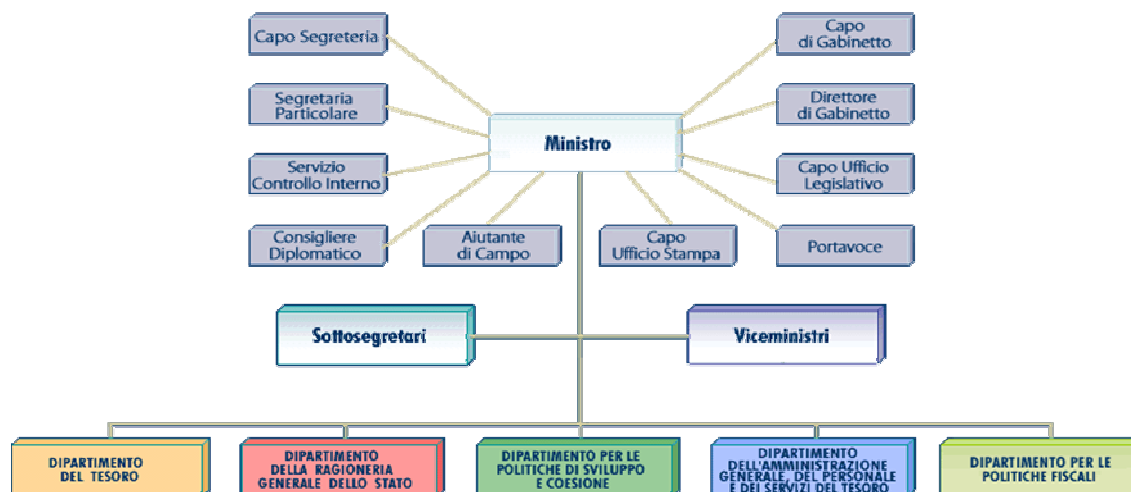 Capo Segreteria
Capo
di Gabinetto
Segretaria
Particolare
Direttore
di Gabinetto
Ministro
Servizio
Controllo Interno
Capo Ufficio
Legislativo
Consigliere
Diplomatico
Aiutante
di Campo
Capo
Ufficio Stampa
Portavoce
Sottosegretari
Viceministri
DIPARTIMENTO
DEL TESORO
DIPARTIMENTO
DELLA RAGIONERIA
GENERALE DELLO STATO
DIPARTIMENTO PER LE
POLITICHE DI SVILUPPO
E COESIONE
DIPARTIMENTO
DELL'AMMINISTRAZIONE
GENERALE, DEL PERSONALE
E DEI SERVIZI DEL TESORO
DIPARTIMENTO PER LE
POLITICHE FISCALI